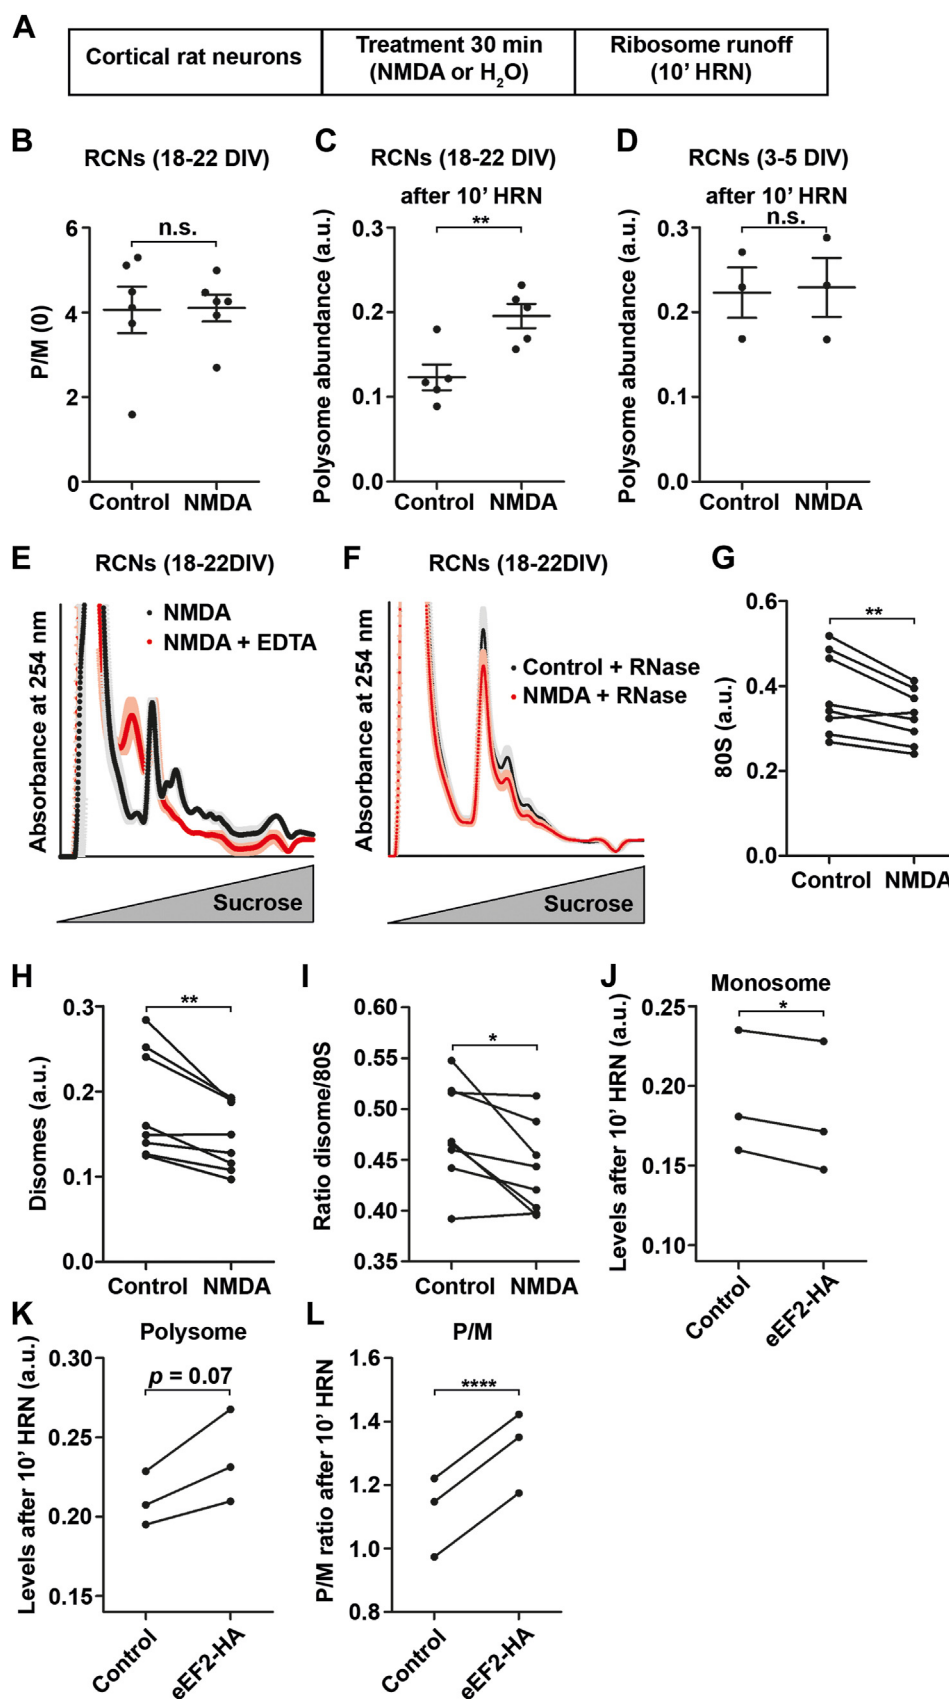 A
Cortical rat neurons
Treatment 30 min
(NMDA or H2O)
Ribosome runoff
(10' HRN)
B
RCNs (18-22 DIV)
n.s.
P/M (0)
6
4
2
0
Control
NMDA
C
RCNs (18-22 DIV)
after 10' HRN
**
Polysome abundance (a.u.)
0.3
0.2
0.1
0.0
Control
NMDA
D
RCNs (3-5 DIV)
after 10' HRN
n.s.
Polysome abundance (a.u.)
0.3
0.2
0.1
0.0
Control
NMDA
E
RCNs (18-22DIV)
NMDA
NMDA + EDTA
Absorbance at 254 nm
Sucrose
F
RCNs (18-22DIV)
Control + RNase
NMDA + RNase
Absorbance at 254 nm
Sucrose
G
**
80S (a.u.)
0.6
0.4
0.2
0.0
Control
NMDA
H
**
Disomes (a.u.)
0.3
0.2
0.1
0.0
Control
NMDA
I
*
Ratio disome/80S
0.60
0.55
0.50
0.45
0.40
0.35
Control
NMDA
J
Monosome
*
Levels after 10' HRN (a.u.)
0.20
0.15
0.10
Control
eEF2-HA
K
Polysome
p = 0.07
Levels after 10' HRN (a.u.)
0.30
0.25
0.20
0.15
Control
eEF2-HA
L
P/M
****
P/M ratio after 10' HRN
1.6
1.4
1.2
1.0
0.8
Control
eEF2-HA